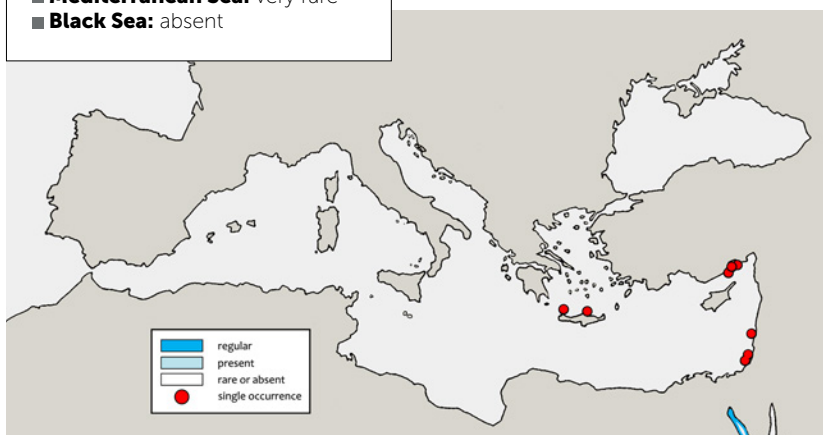 Mediterranean Sea: very rare
Black Sea: absent
regular
present
rare or absent
single occurrence